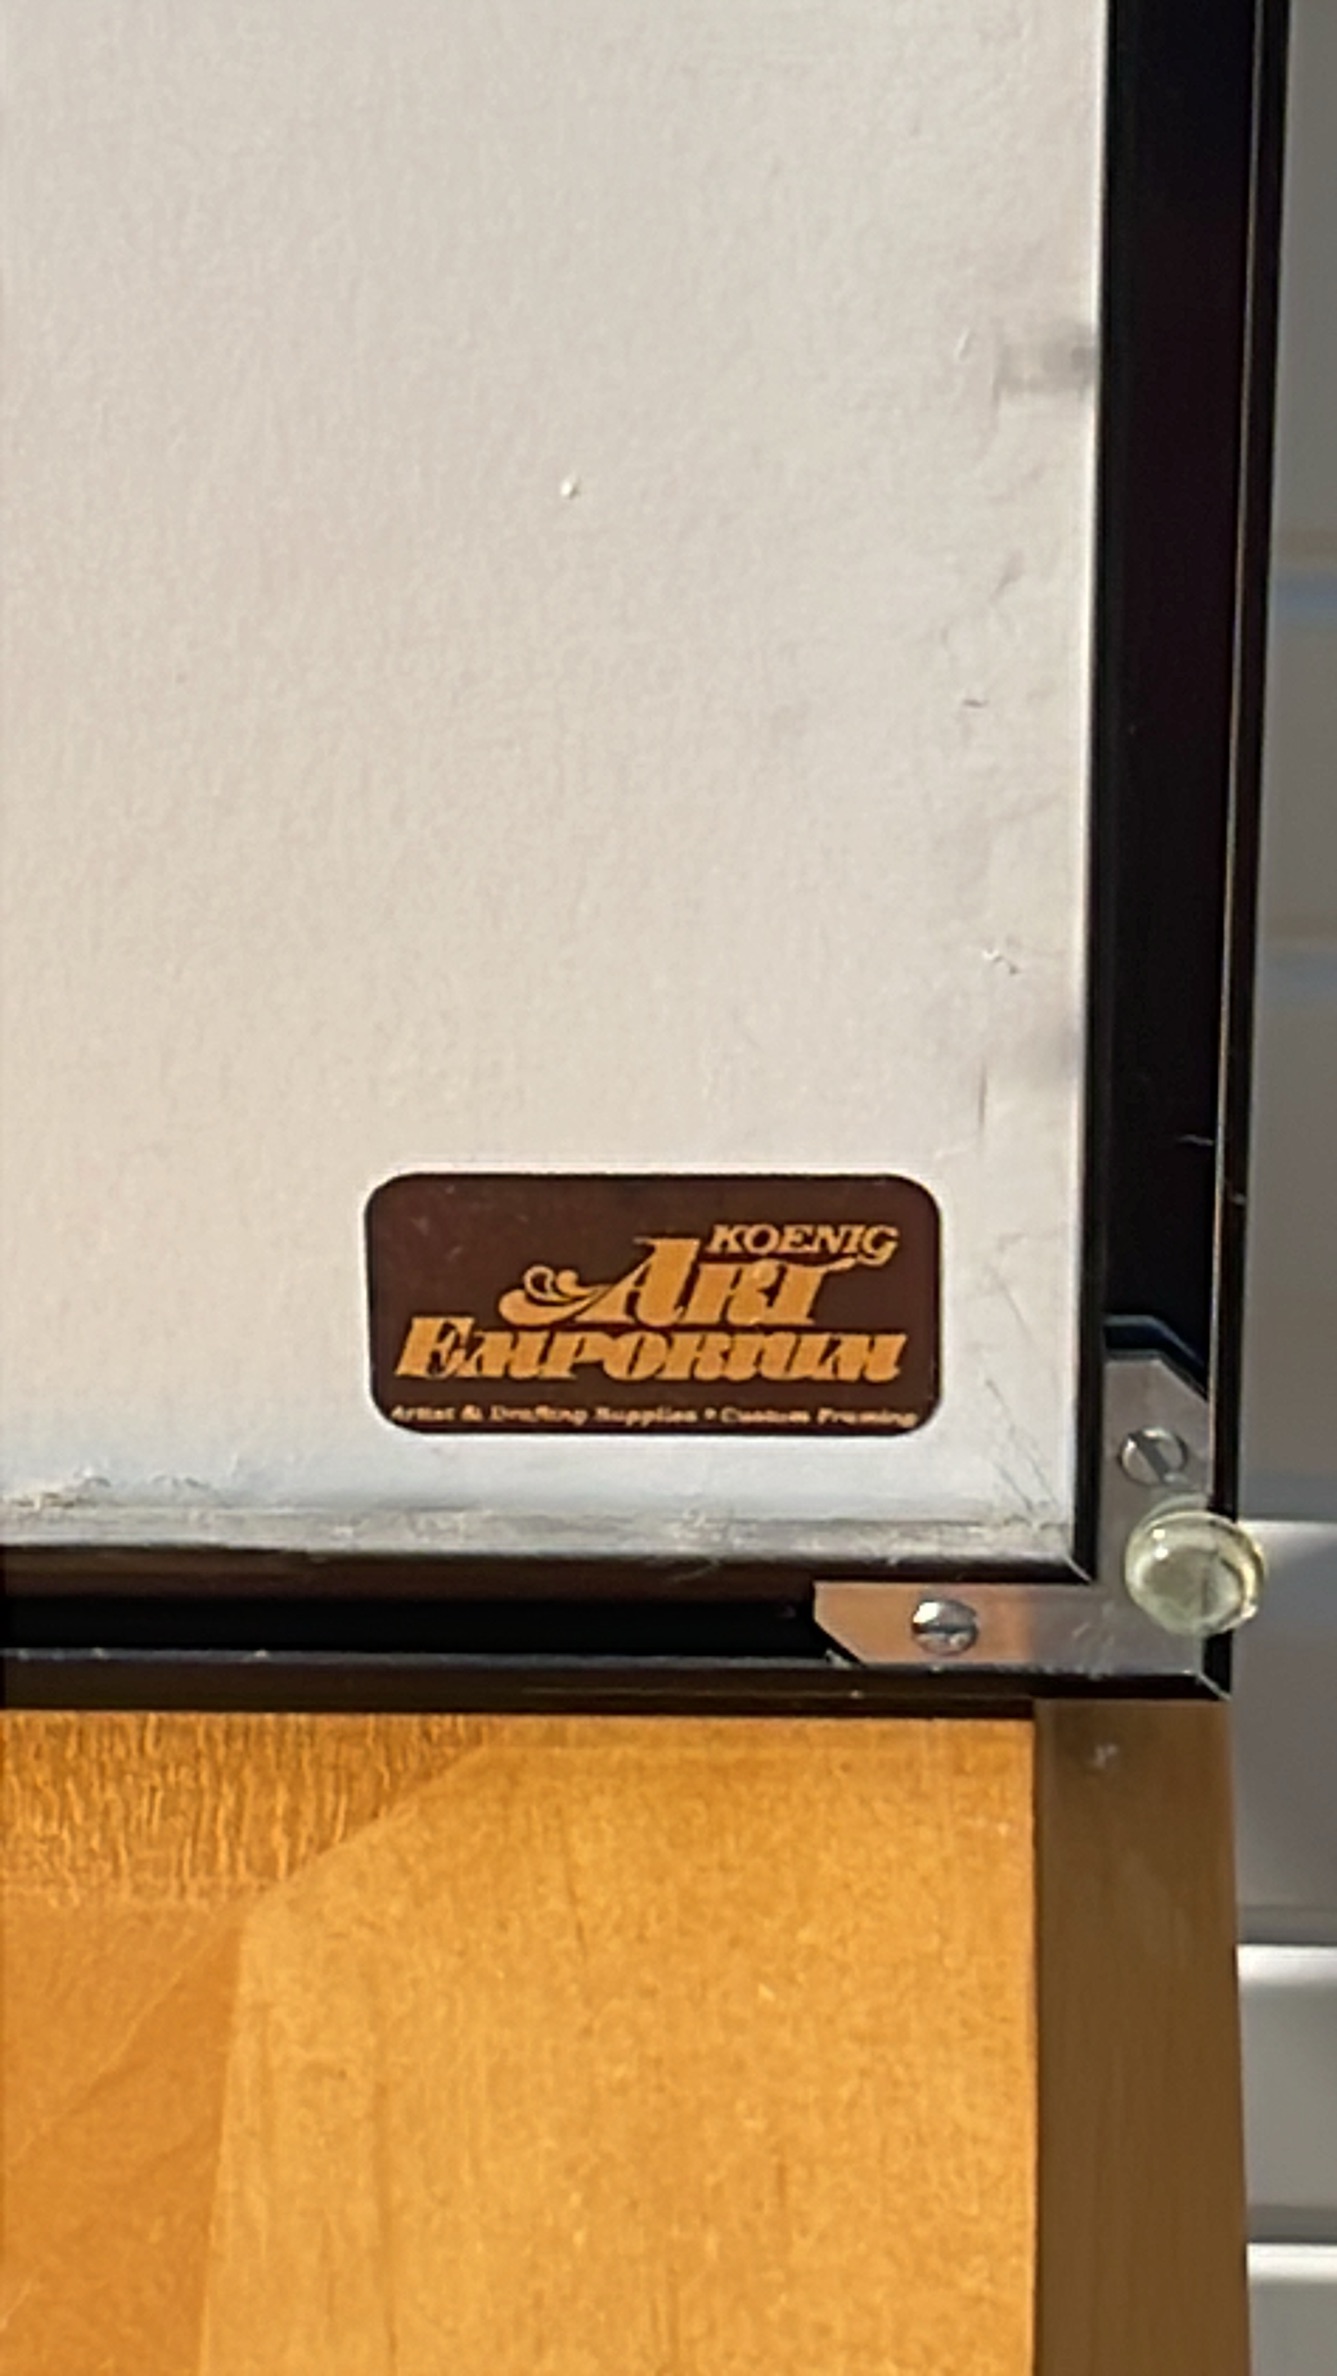 KOENIG
ART
EMPORIUM
Artist & Drafting Supplies • Custom Framing